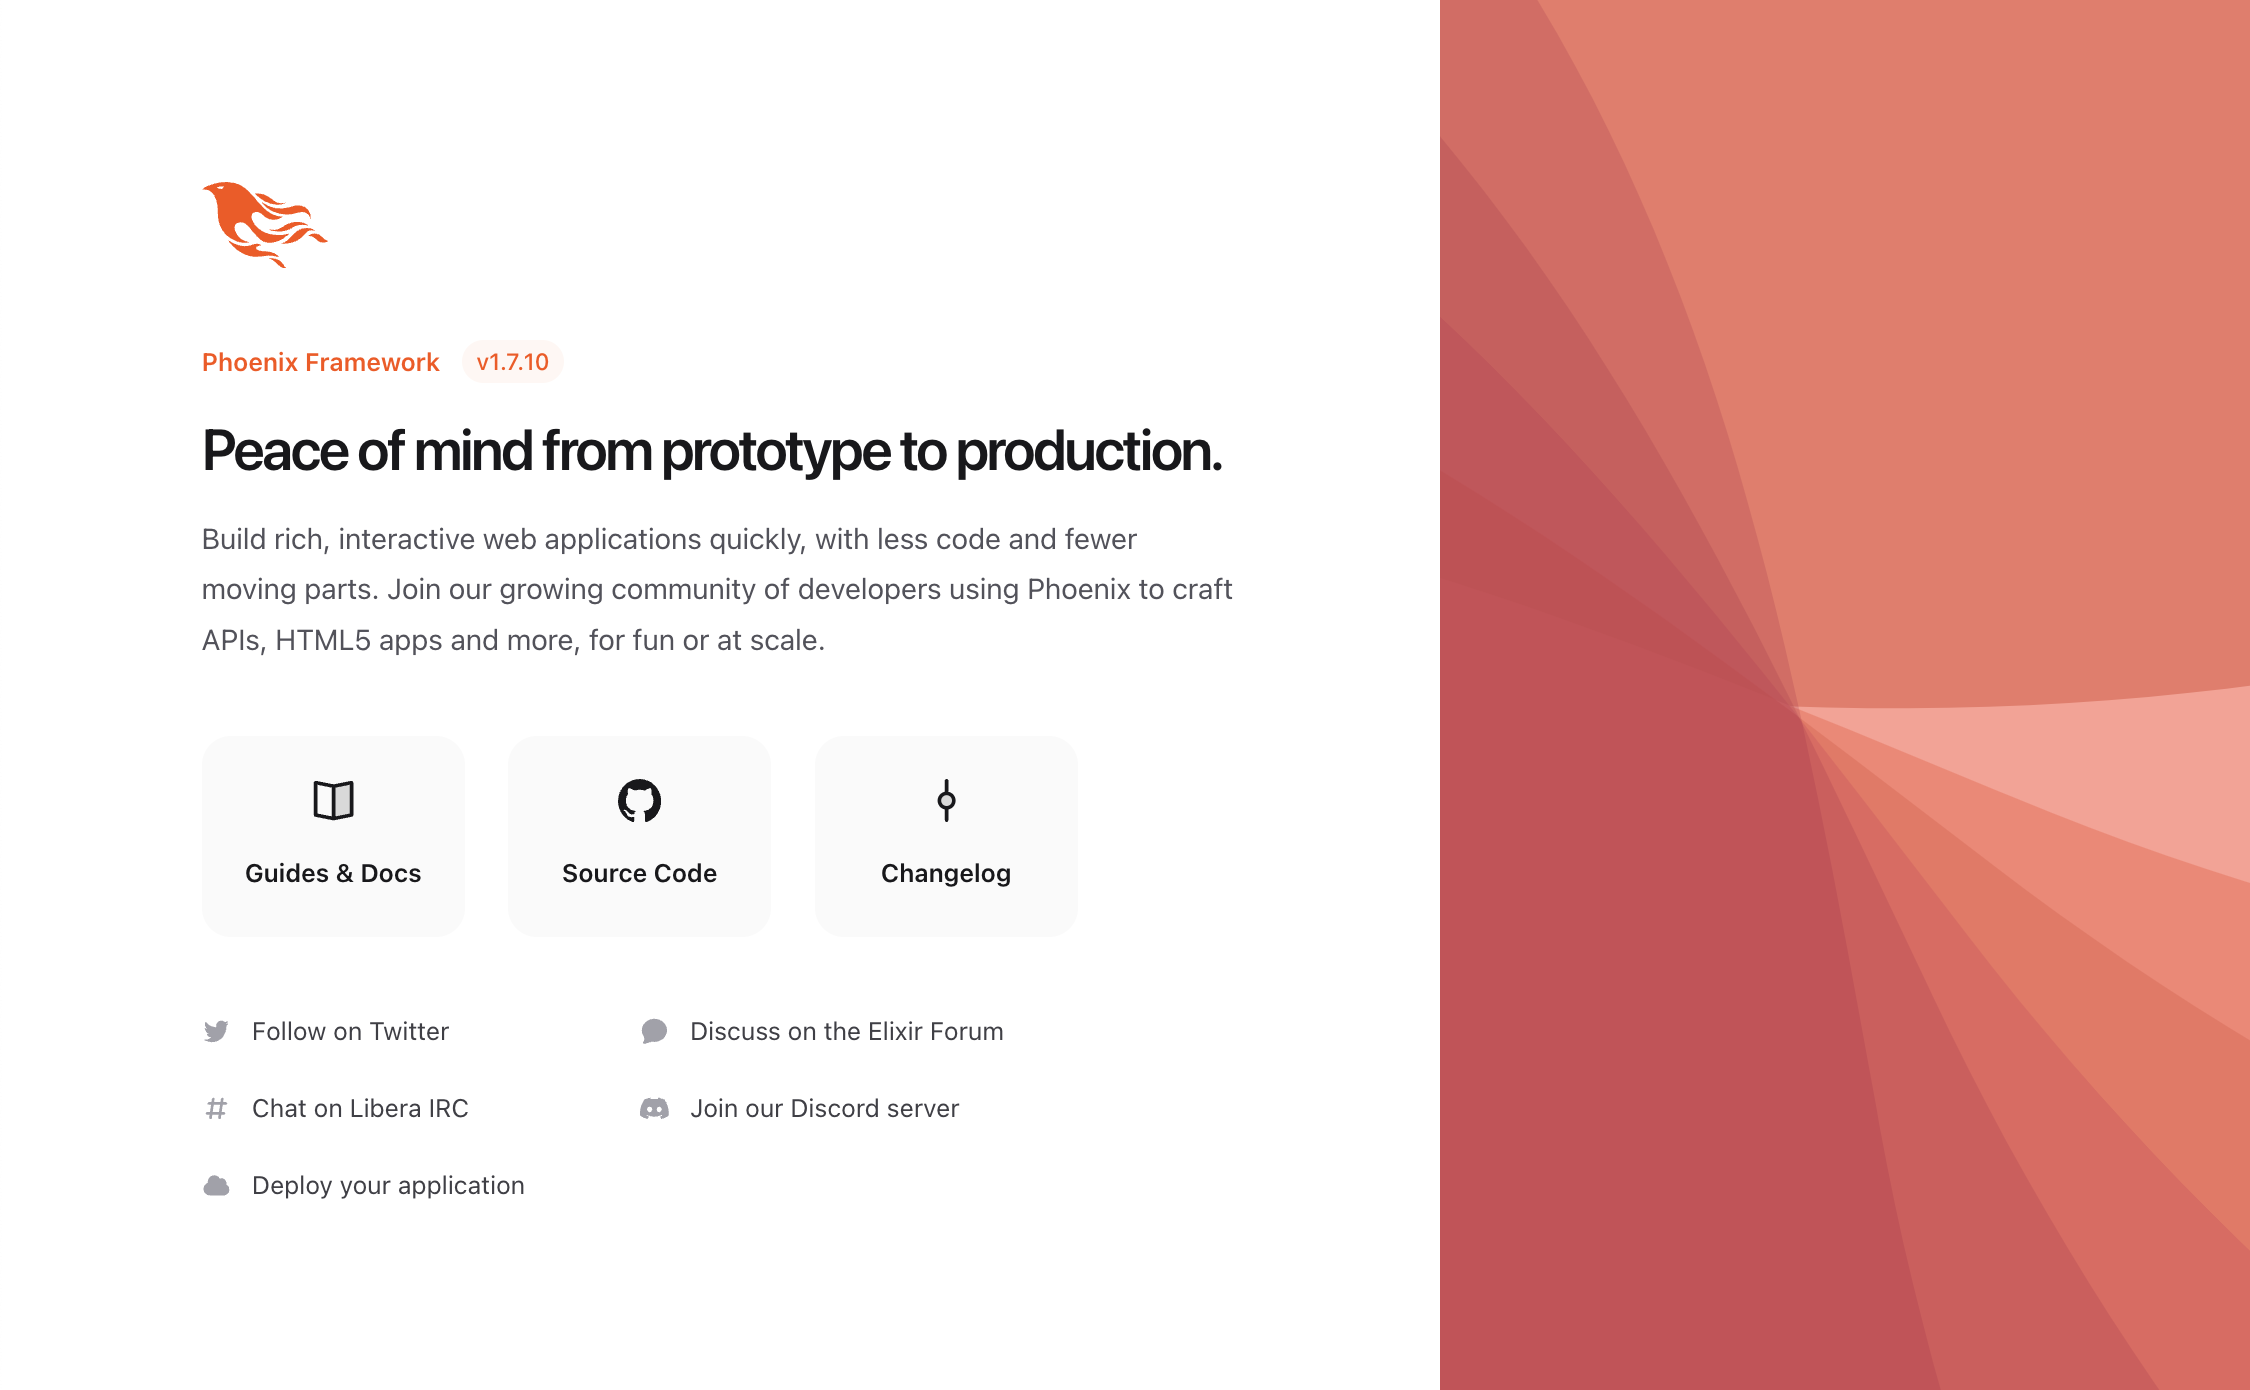 Phoenix Framework v1.7.10
Peace of mind from prototype to production.
Build rich, interactive web applications quickly, with less code and fewer
moving parts. Join our growing community of developers using Phoenix to craft
APIs, HTML5 apps and more, for fun or at scale.
Guides & Docs
Source Code
Changelog
Follow on Twitter
Discuss on the Elixir Forum
Chat on Libera IRC
Join our Discord server
Deploy your application